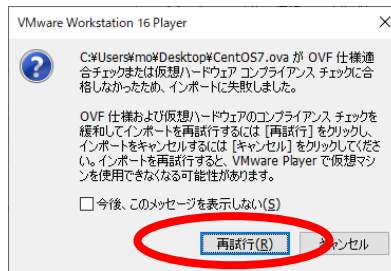 VMware Workstation 16 Player
C:¥Users¥mo¥Desktop¥CentOS7.ova が OVF 仕様適
合チェックまたは仮想ハードウェア コンプライアンス チェックに合
格しなかったため、インポートに失敗しました。
OVF 仕様および仮想ハードウェアのコンプライアンス チェックを
緩和してインポートを再試行するには [再試行] をクリックし、
インポートをキャンセルするには [キャンセル] をクリックしてくださ
い。インポートを再試行すると、VMware Player で仮想マシ
ンを使用できなくなる可能性があります。
今後、このメッセージを表示しない(S)
再試行(R)
キャンセル